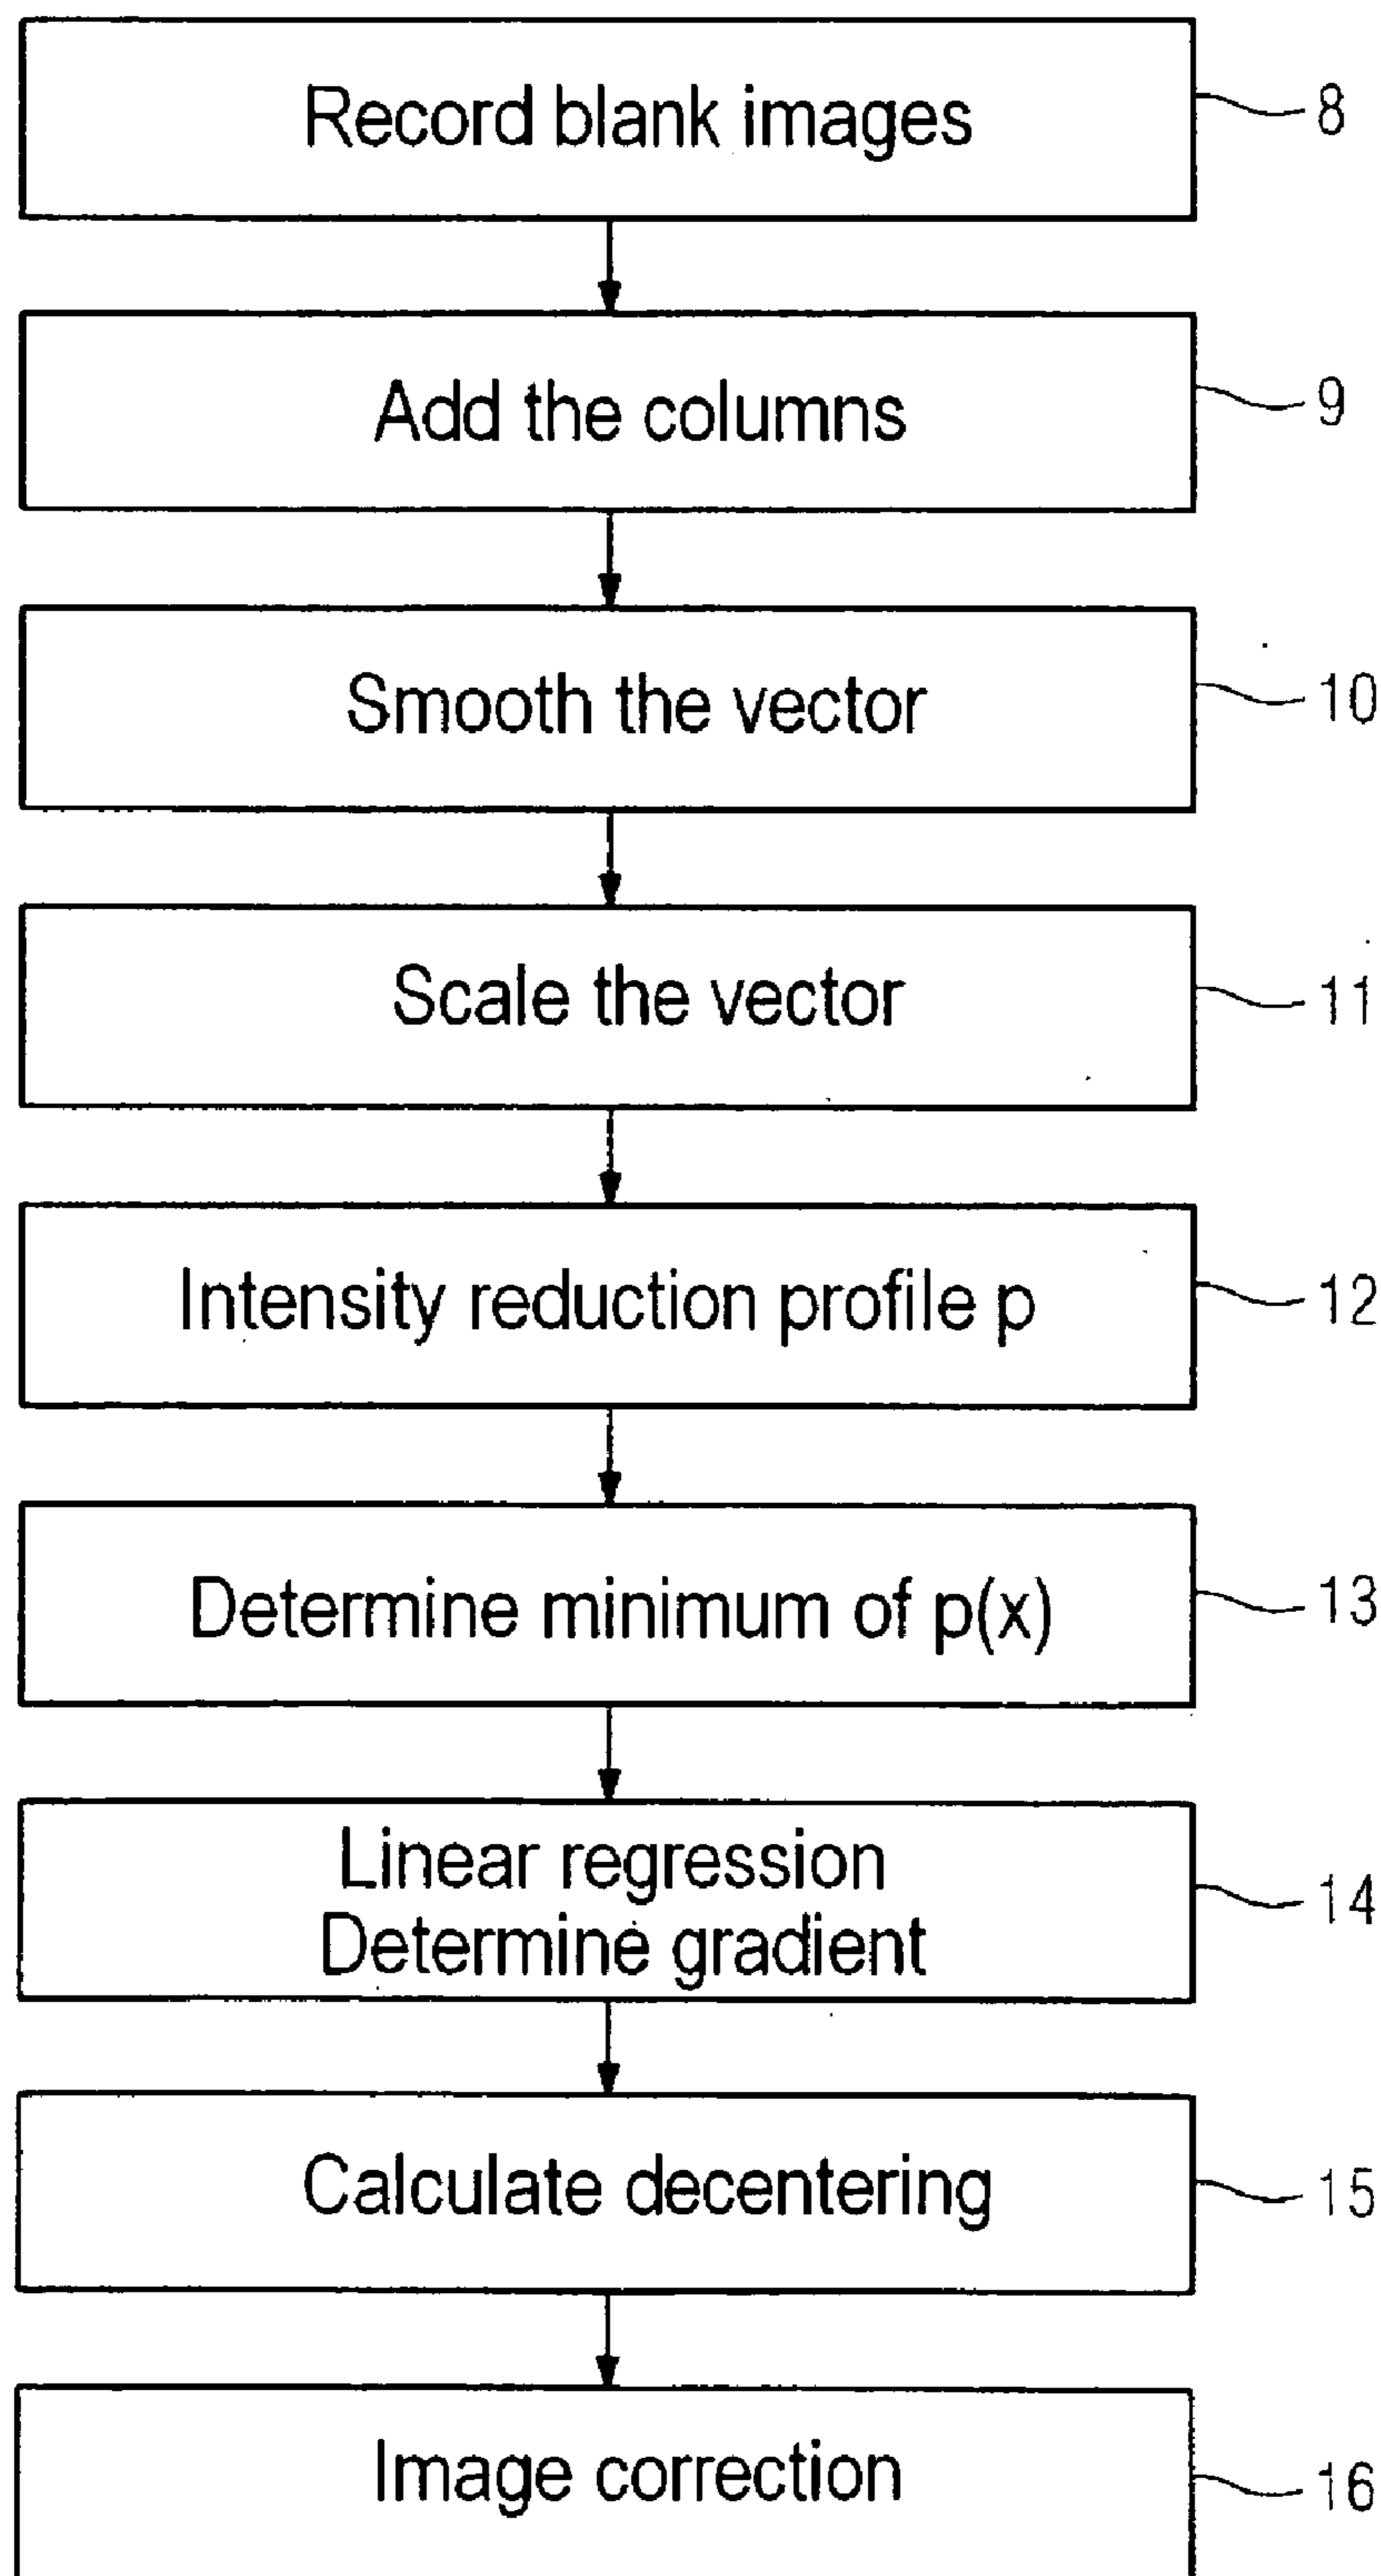 Record blank images
8
Add the columns
9
Smooth the vector
10
Scale the vector
11
Intensity reduction profile p
12
Determine minimum of p(x)
13
Linear regression
Determine gradient
14
Calculate decentering
15
Image correction
16